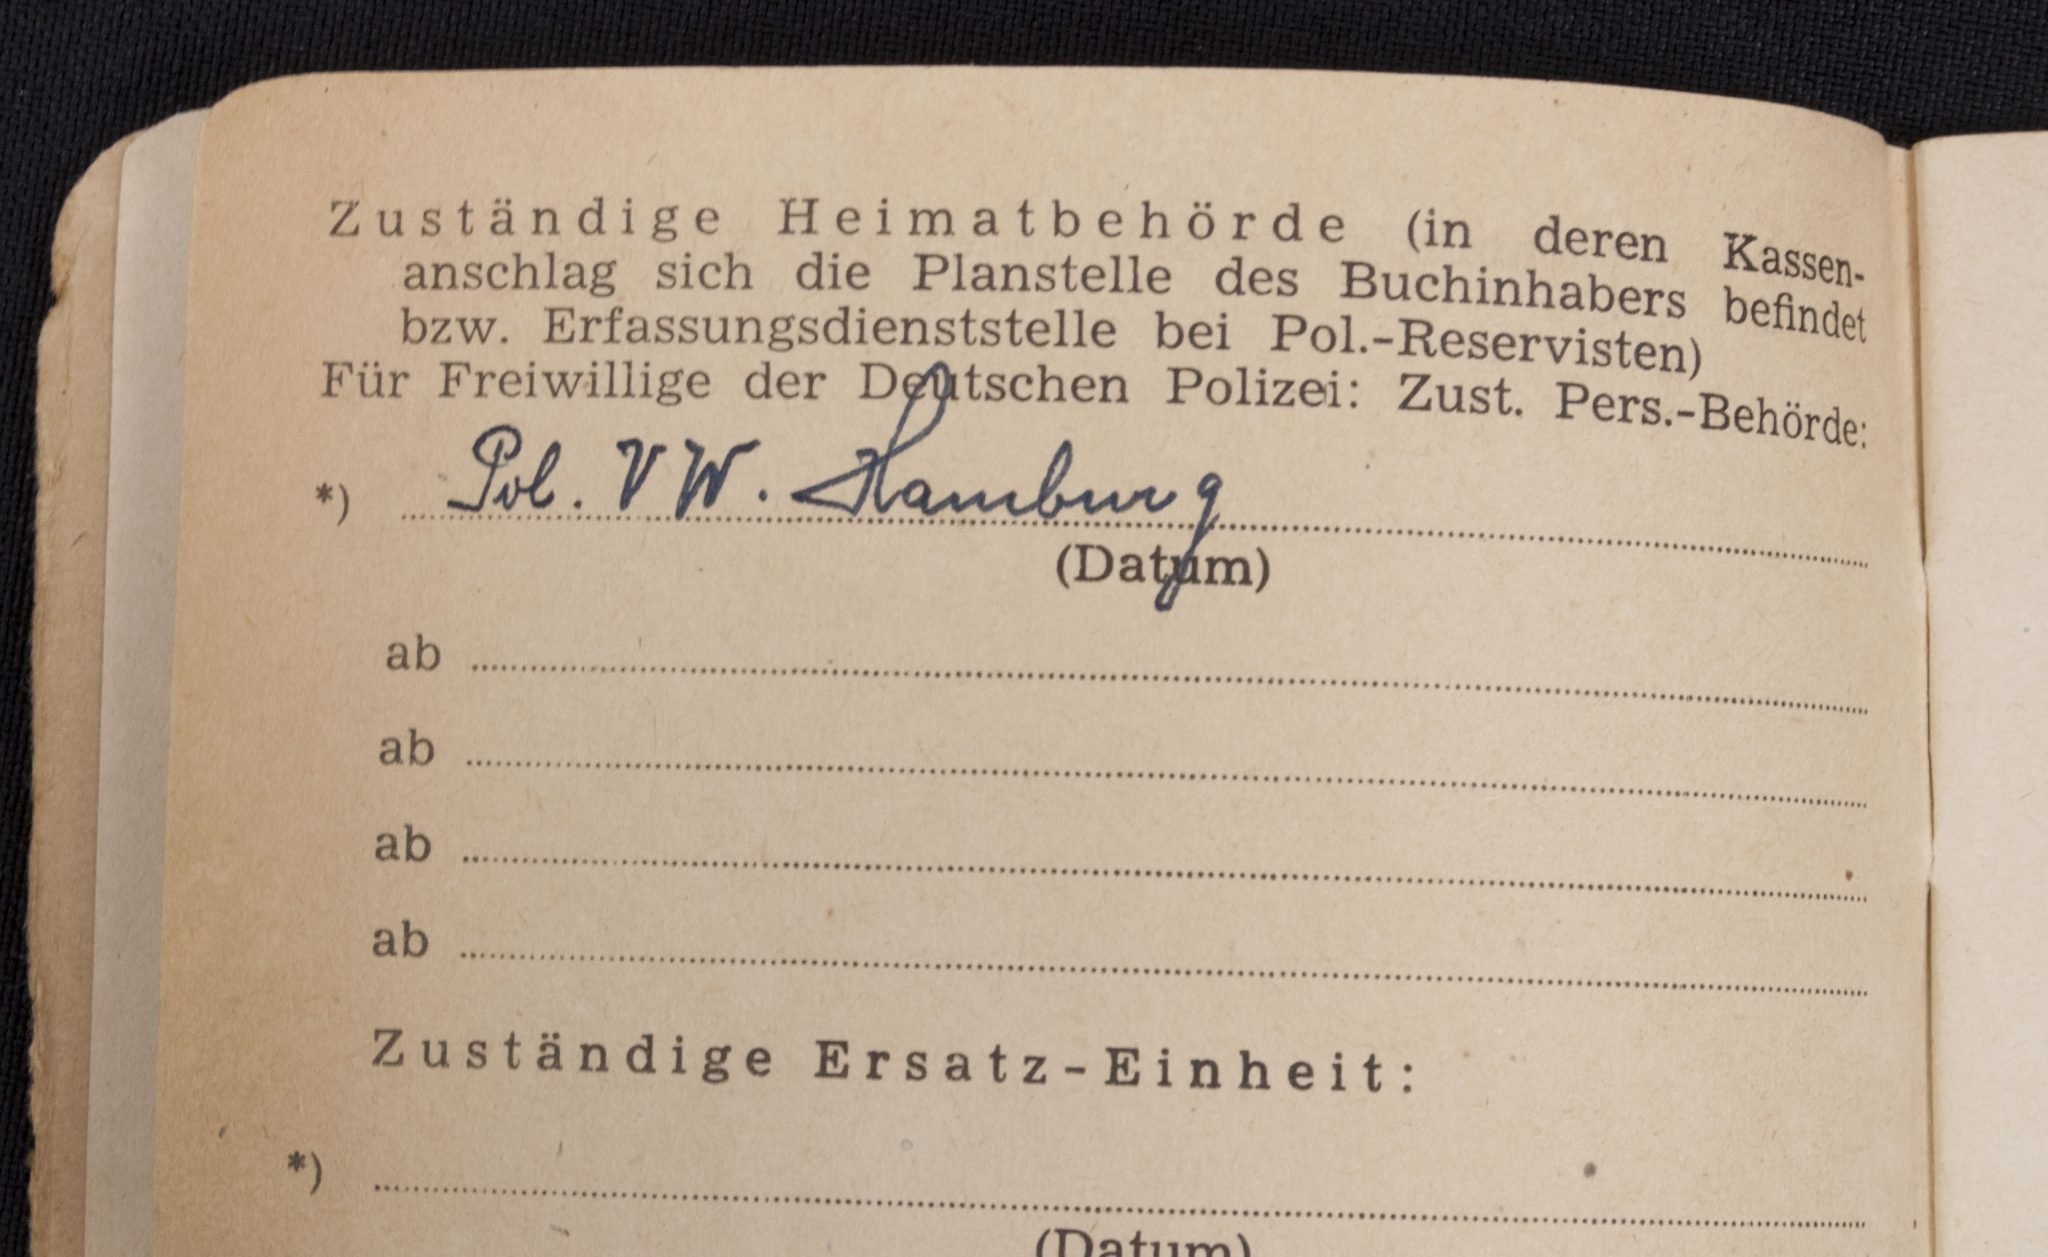 Zuständige Heimatbehörde (in deren Kassen-
anschlag sich die Planstelle des Buchinhabers befindet
bzw. Erfassungsdienststelle bei Pol.-Reservisten)
Für Freiwillige der Deutschen Polizei: Zust. Pers.-Behörde:
*) Pol. V W. Hamburg
(Datum)
ab
ab
ab
ab
Zuständige Ersatz-Einheit:
*)
(Datum)